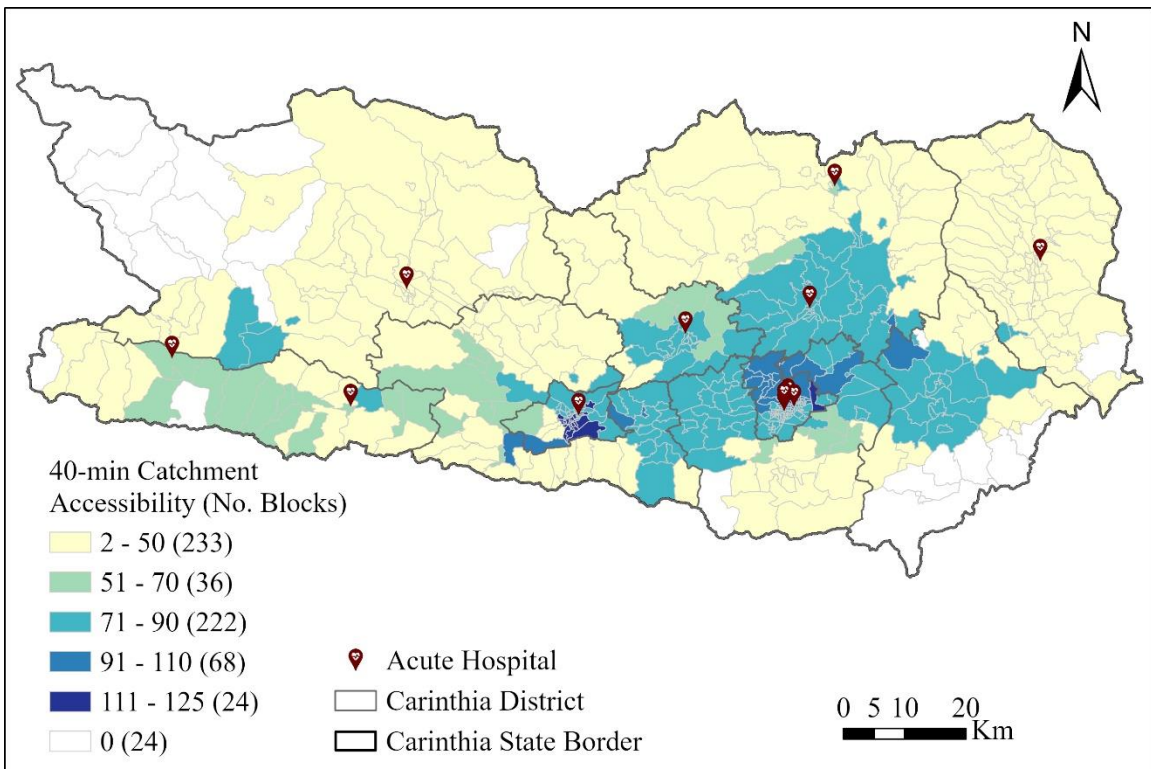 N
40-min Catchment
Accessibility (No. Blocks)
2 - 50 (233)
51 - 70 (36)
71 - 90 (222)
91 - 110 (68)
111 - 125 (24)
0 (24)
Acute Hospital
Carinthia District
Carinthia State Border
0 5 10 20
Km